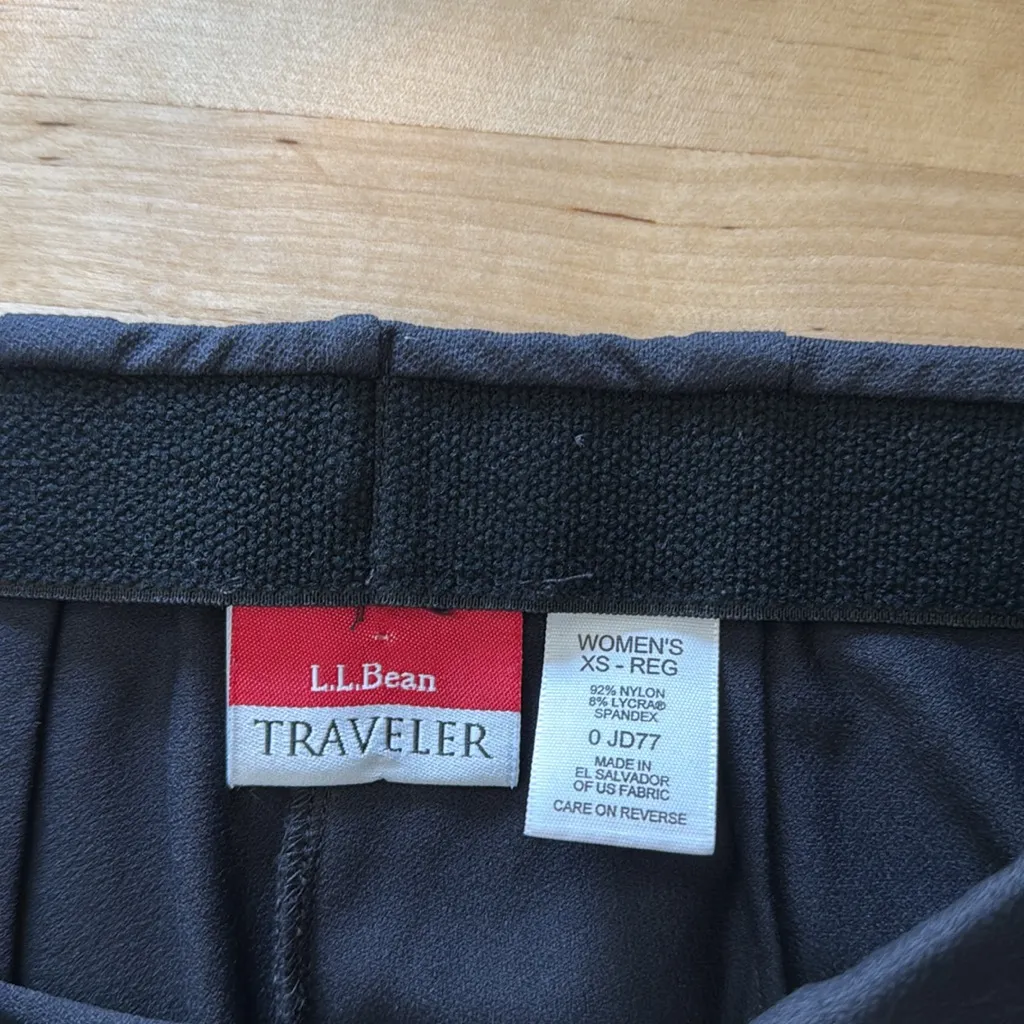 L.L.Bean
TRAVELER
WOMEN'S
XS - REG
92% NYLON
8% LYCRA®
SPANDEX
0 JD77
MADE IN
EL SALVADOR
OF US FABRIC
CARE ON REVERSE